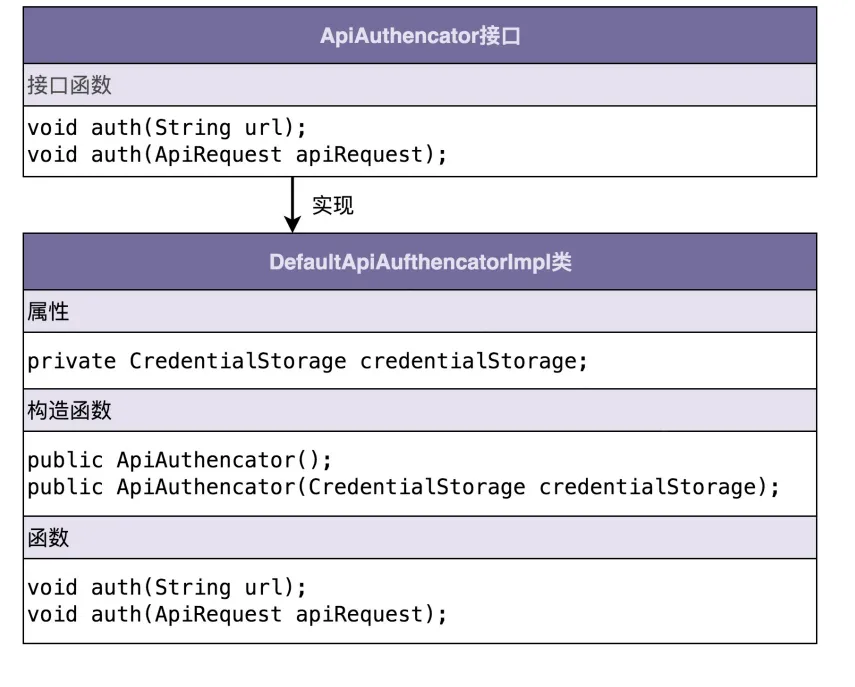 ApiAuthencator接口
接口函数
void auth(String url);
void auth(ApiRequest apiRequest);
实现
DefaultApiAufthencatorImpl类
属性
private CredentialStorage credentialStorage;
构造函数
public ApiAuthencator();
public ApiAuthencator(CredentialStorage credentialStorage);
函数
void auth(String url);
void auth(ApiRequest apiRequest);